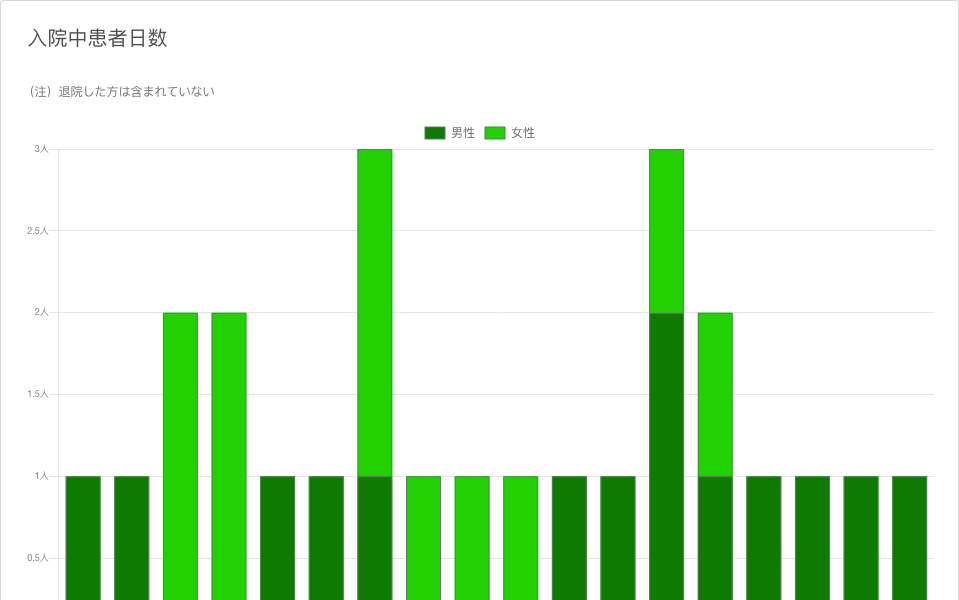 入院中患者日数
（注）退院した方は含まれていない
男性 女性
3人
2.5人
2人
1.5人
1人
0.5人